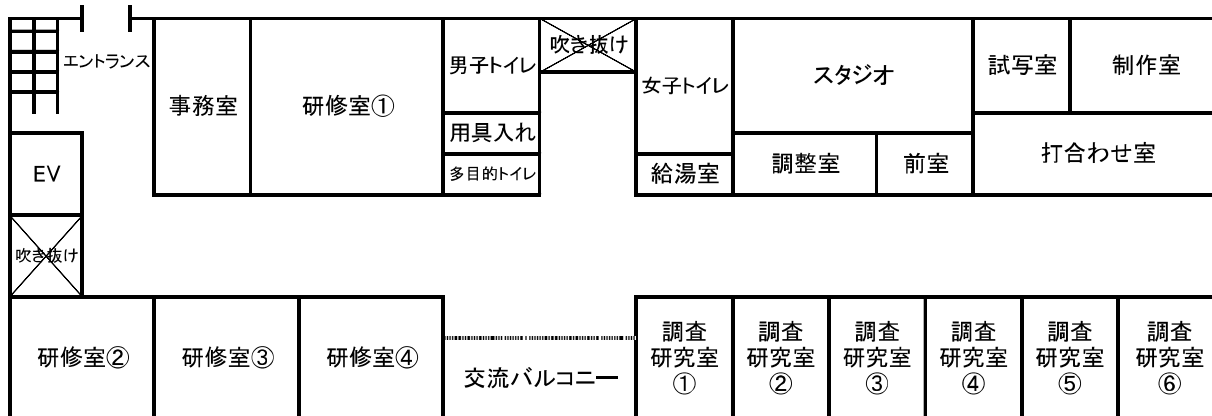 エントランス
事務室
研修室①
男子トイレ
用具入れ
多目的トイレ
吹き抜け
女子トイレ
給湯室
スタジオ
調整室
前室
試写室
制作室
打合わせ室
EV
吹き抜け
研修室②
研修室③
研修室④
交流バルコニー
調査
研究室
①
調査
研究室
②
調査
研究室
③
調査
研究室
④
調査
研究室
⑤
調査
研究室
⑥